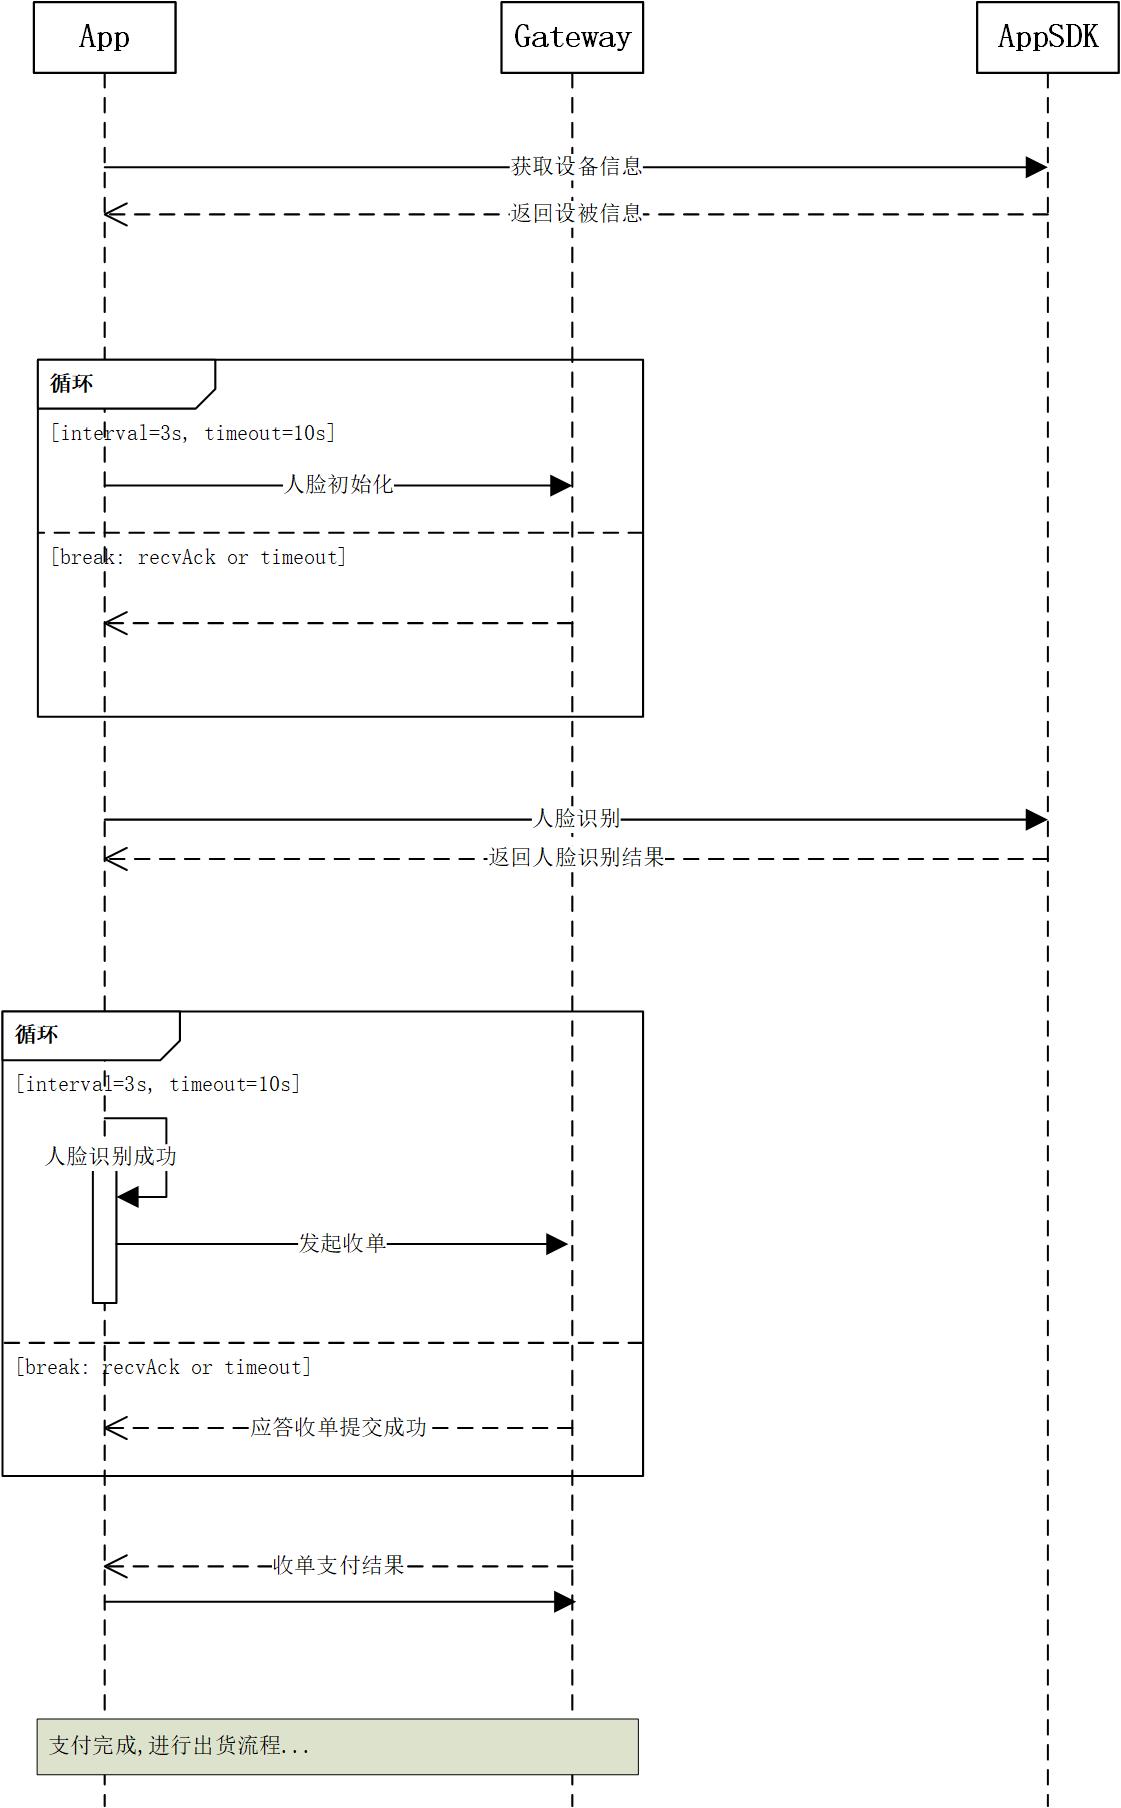 App
Gateway
AppSDK
获取设备信息
返回设被信息
循环
[interval=3s, timeout=10s]
人脸初始化
[break: recvAck or timeout]
人脸识别
返回人脸识别结果
循环
[interval=3s, timeout=10s]
人脸识别成功
发起收单
[break: recvAck or timeout]
应答收单提交成功
收单支付结果
支付完成,进行出货流程...